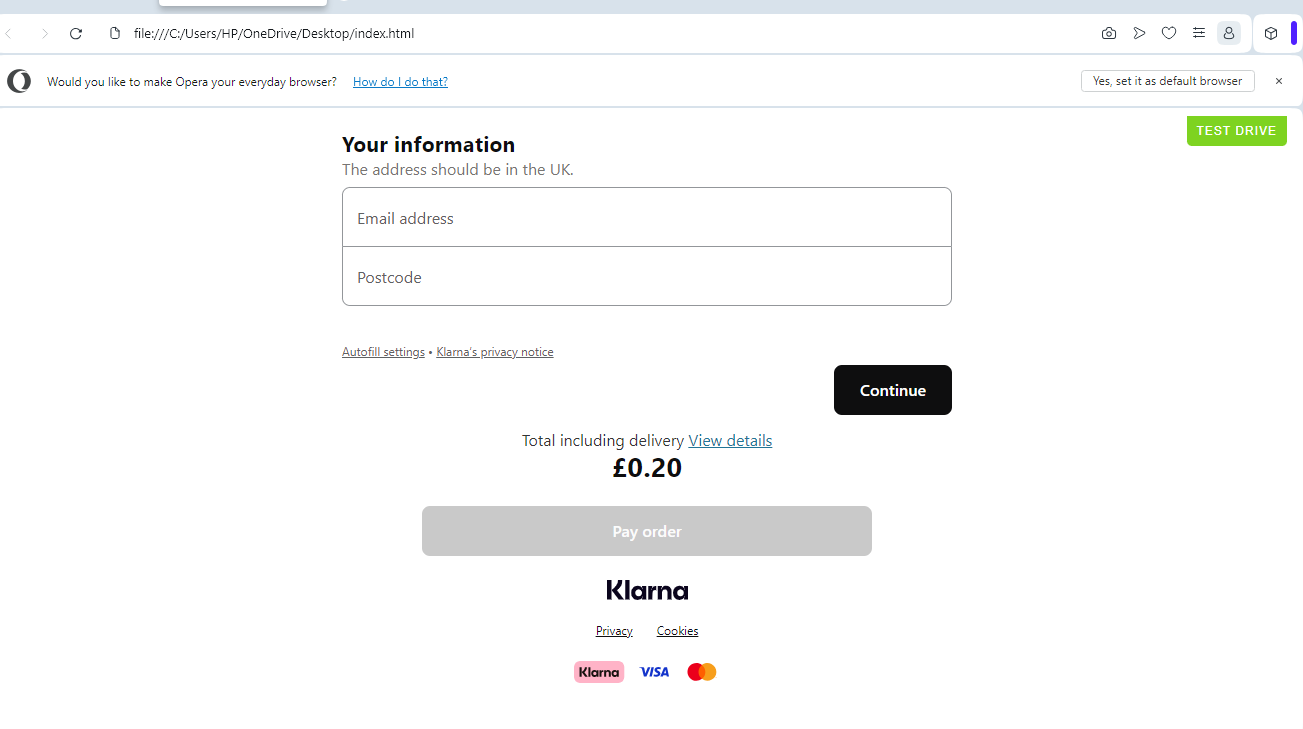 file:///C:/Users/HP/OneDrive/Desktop/index.html
Would you like to make Opera your everyday browser? How do I do that? Yes, set it as default browser
TEST DRIVE
Your information
The address should be in the UK.
Email address
Postcode
Autofill settings • Klarna's privacy notice
Continue
Total including delivery View details
£0.20
Pay order
Klarna
Privacy Cookies
Klarna VISA